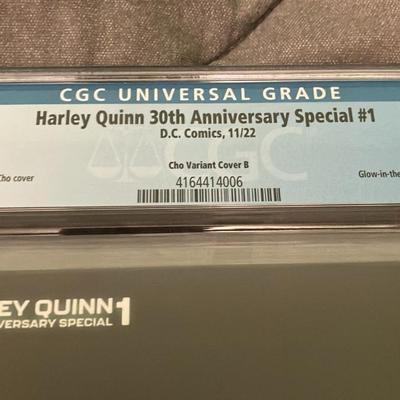 CGC UNIVERSAL GRADE
Harley Quinn 30th Anniversary Special #1
D.C. Comics, 11/22
Cho Variant Cover B
Cho cover
Glow-in-the
4164414006
CGC
EY QUINN 1
VERSARY SPECIAL